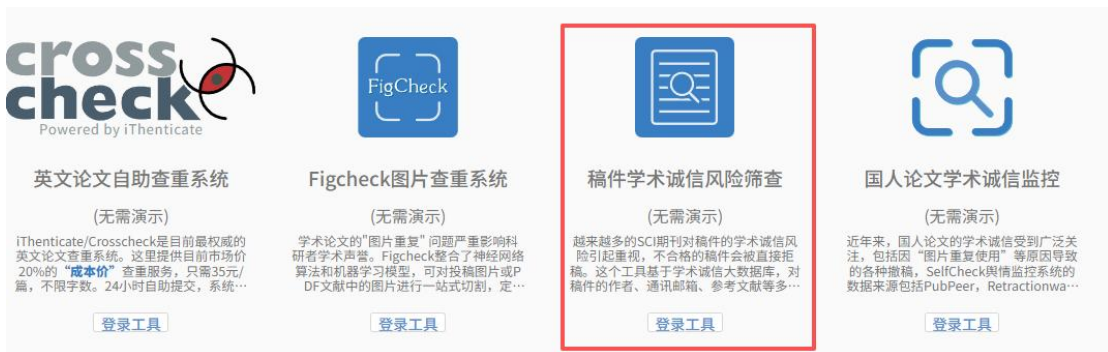 cross
check
Powered by iThenticate
英文论文自助查重系统
(无需演示)
iThenticate/Crosscheck是目前最权威的
英文论文查重系统。这里提供目前市场价
20%的“成本价”查重服务，只需35元/
篇，不限字数。24小时自助提交，系统…
登录工具
FigCheck
Figcheck图片查重系统
(无需演示)
学术论文的"图片重复" 问题严重影响科
研者学术声誉。Figcheck整合了神经网络
算法和机器学习模型，可对投稿图片或P
DF文献中的图片进行一站式切割，定…
登录工具
稿件学术诚信风险筛查
(无需演示)
越来越多的SCI期刊对稿件的学术诚信风
险引起重视，不合格的稿件会被直接拒
稿。这个工具基于学术诚信大数据库，对
稿件的作者、通讯邮箱、参考文献等多…
登录工具
国人论文学术诚信监控
(无需演示)
近年来，国人论文的学术诚信受到广泛关
注，包括因“图片重复使用”等原因导致
的各种撤稿，SelfCheck舆情监控系统的
数据来源包括PubPeer，Retractionwa…
登录工具